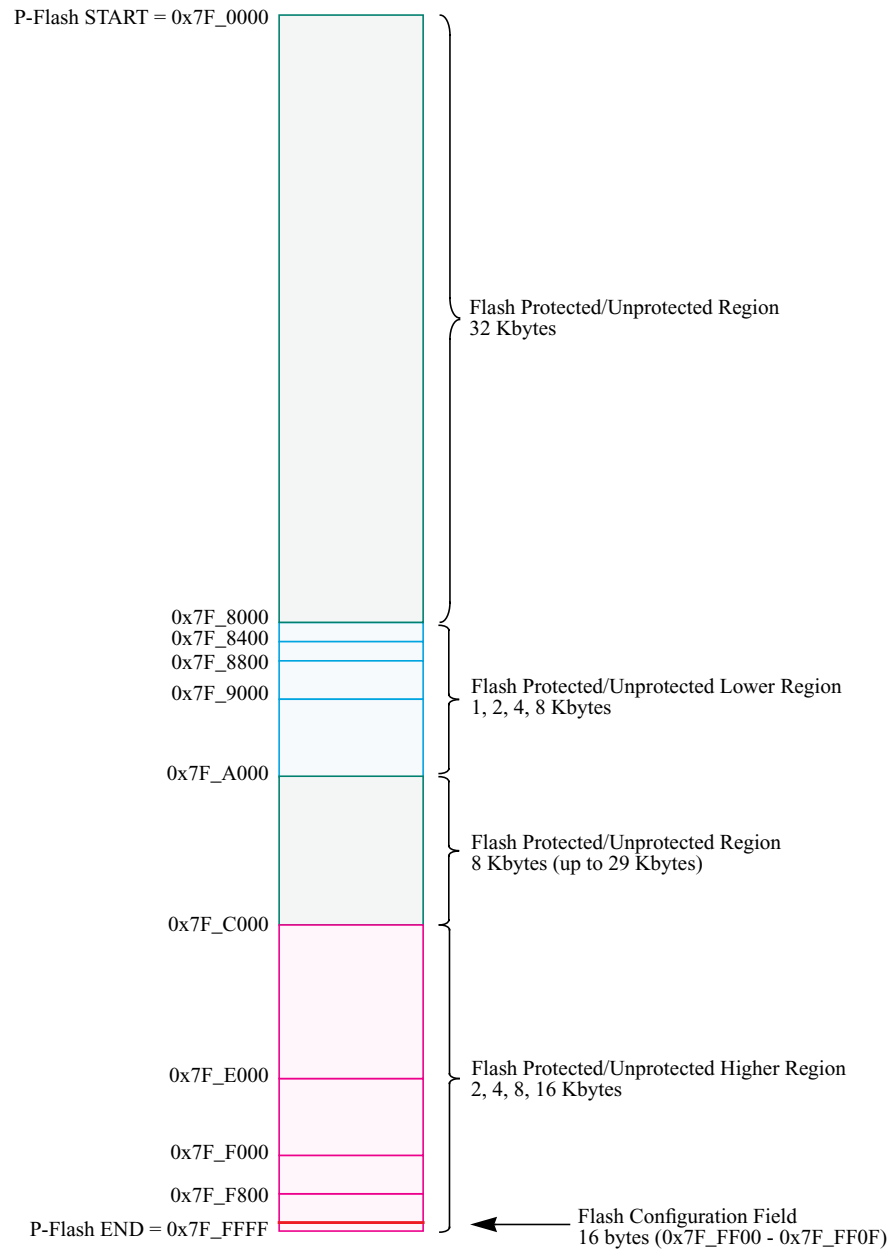 P-Flash START = 0x7F_0000
Flash Protected/Unprotected Region
32 Kbytes
0x7F_8000
0x7F_8400
0x7F_8800
0x7F_9000
Flash Protected/Unprotected Lower Region
1, 2, 4, 8 Kbytes
0x7F_A000
Flash Protected/Unprotected Region
8 Kbytes (up to 29 Kbytes)
0x7F_C000
Flash Protected/Unprotected Higher Region
2, 4, 8, 16 Kbytes
0x7F_E000
0x7F_F000
0x7F_F800
P-Flash END = 0x7F_FFFF
Flash Configuration Field
16 bytes (0x7F_FF00 - 0x7F_FF0F)